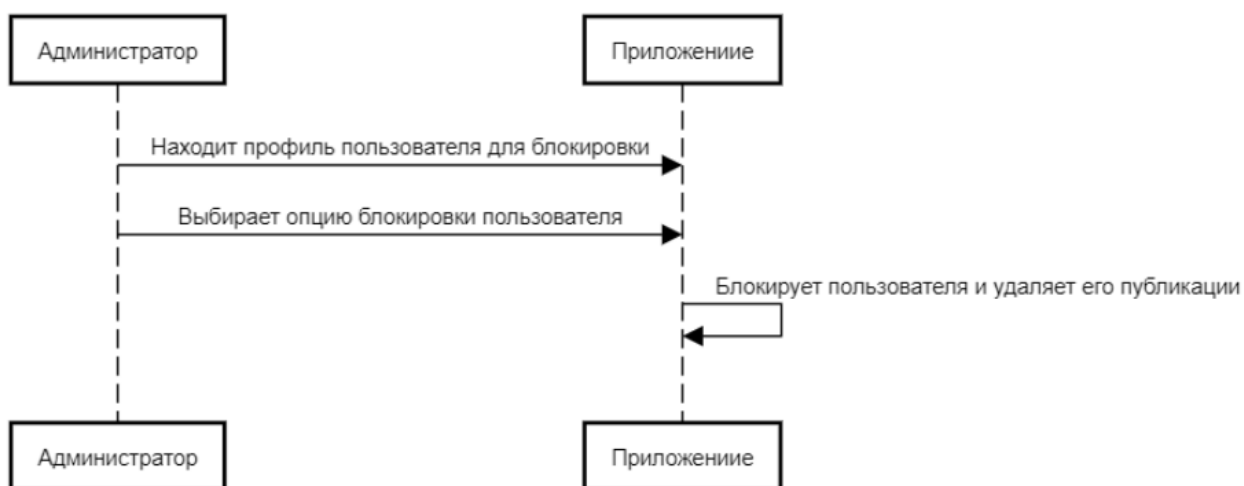 Администратор
Приложениие
Находит профиль пользователя для блокировки
Выбирает опцию блокировки пользователя
Блокирует пользователя и удаляет его публикации
Администратор
Приложениие